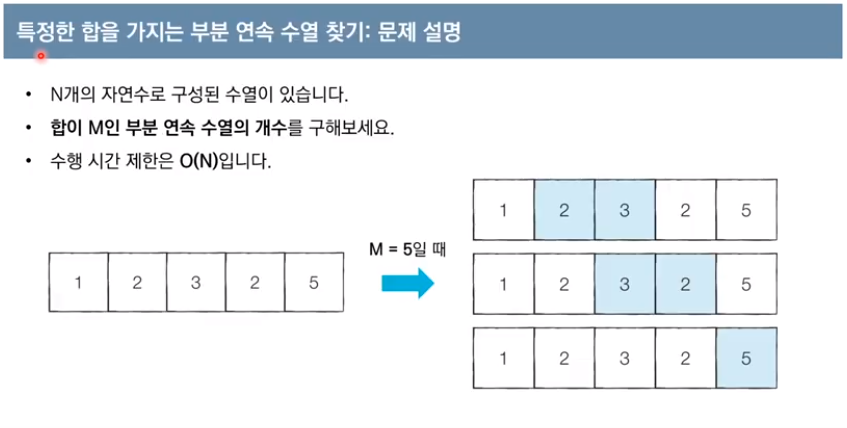 특정한 합을 가지는 부분 연속 수열 찾기: 문제 설명
• N개의 자연수로 구성된 수열이 있습니다.
• 합이 M인 부분 연속 수열의 개수를 구해보세요.
• 수행 시간 제한은 O(N)입니다.
1 2 3 2 5
M = 5일 때
1 2 3 2 5
1 2 3 2 5
1 2 3 2 5